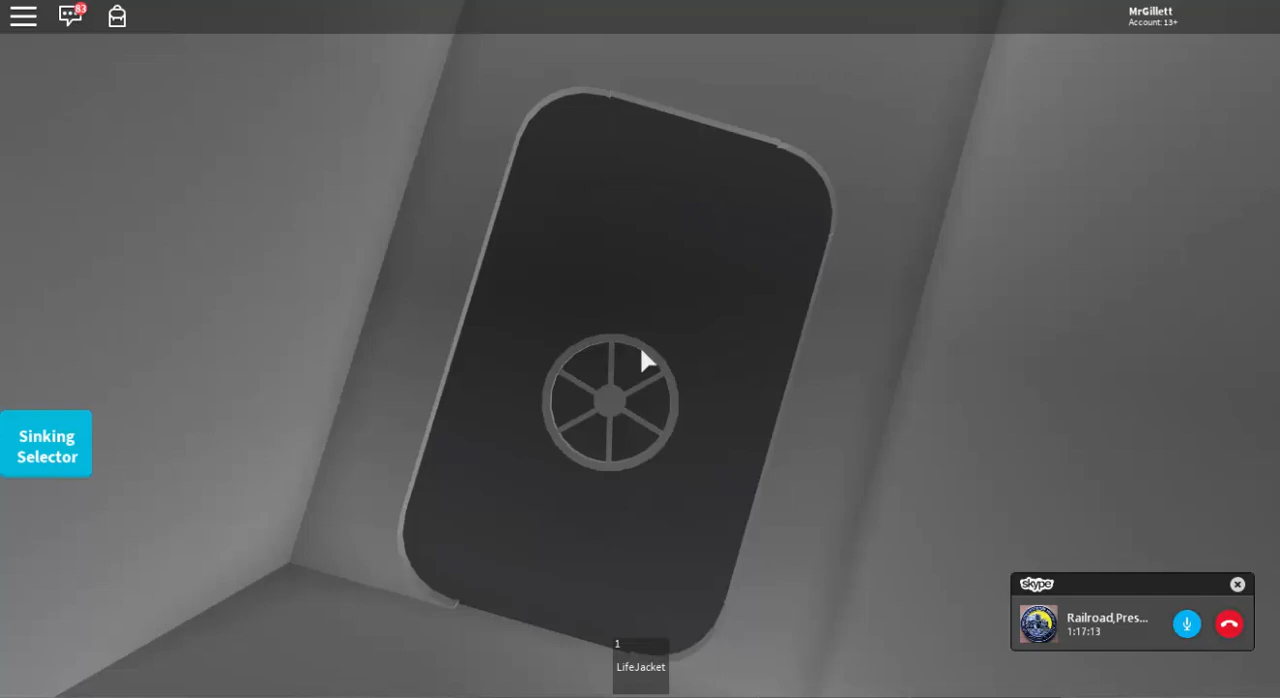 83
MrGillett
Account: 13+
Sinking
Selector
skype
Railroad,Pres...
1:17:13
1
LifeJacket